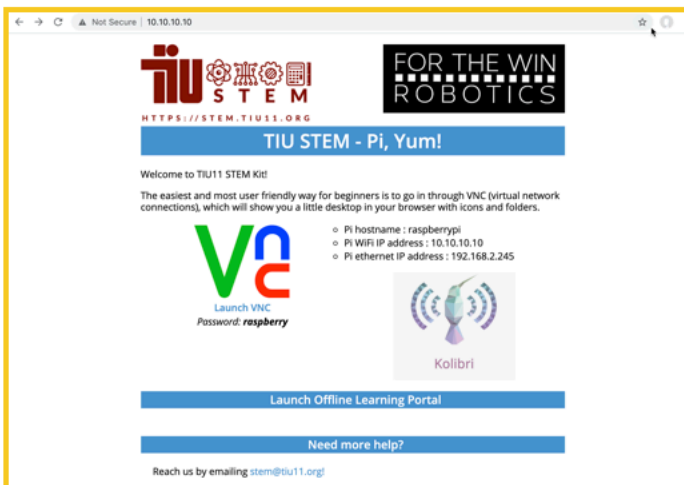 Not Secure | 10.10.10.10
TIU
STEM
HTTPS://STEM.TIU11.ORG
FOR THE WIN
ROBOTICS
TIU STEM - Pi, Yum!
Welcome to TIU11 STEM Kit!
The easiest and most user friendly way for beginners is to go in through VNC (virtual network
connections), which will show you a little desktop in your browser with icons and folders.
Vnc
Launch VNC
Password: raspberry
Pi hostname : raspberrypi
Pi WiFi IP address : 10.10.10.10
Pi ethernet IP address : 192.168.2.245
Kolibri
Launch Offline Learning Portal
Need more help?
Reach us by emailing stem@tiu11.org!